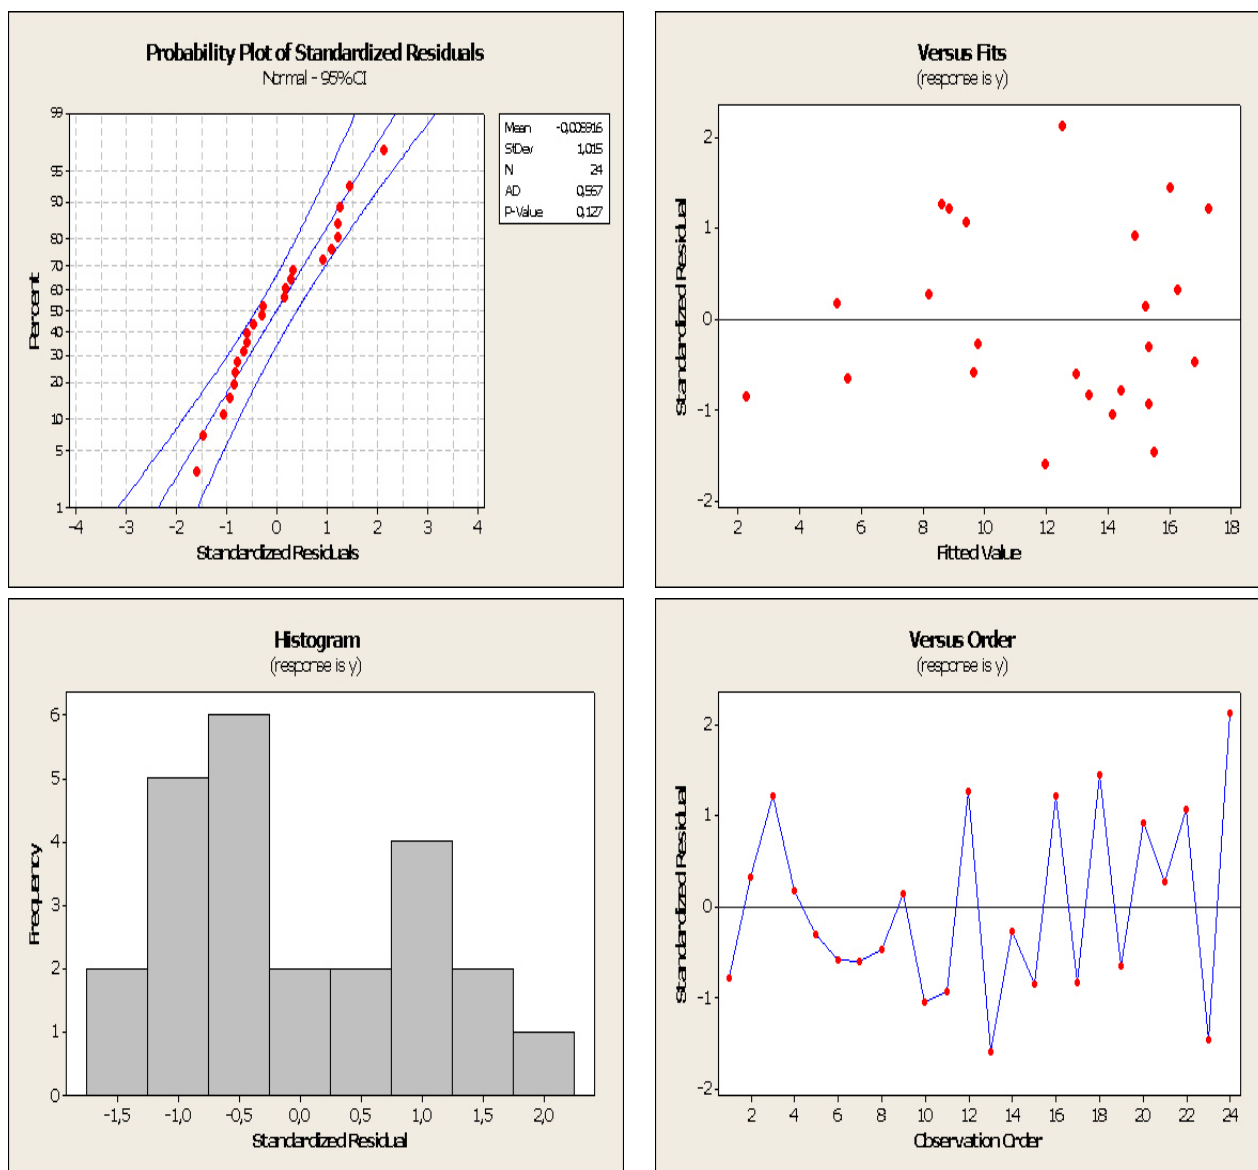 Probability Plot of Standardized Residuals
Normal - 95% CI
99
95
90
80
70
60
50
40
30
20
10
5
1
Percent
-4 -3 -2 -1 0 1 2 3 4
Standardized Residuals
Mean -0,009916
StDev 1,015
N 24
AD 0,567
P-Value 0,127
Versus Fits
(response is y)
2
1
0
-1
-2
Standardized Residual
2 4 6 8 10 12 14 16 18
Fitted Value
Histogram
(response is y)
6
5
4
3
2
1
0
Frequency
-1,5 -1,0 -0,5 0,0 0,5 1,0 1,5 2,0
Standardized Residual
Versus Order
(response is y)
2
1
0
-1
-2
Standardized Residual
2 4 6 8 10 12 14 16 18 20 22 24
Observation Order